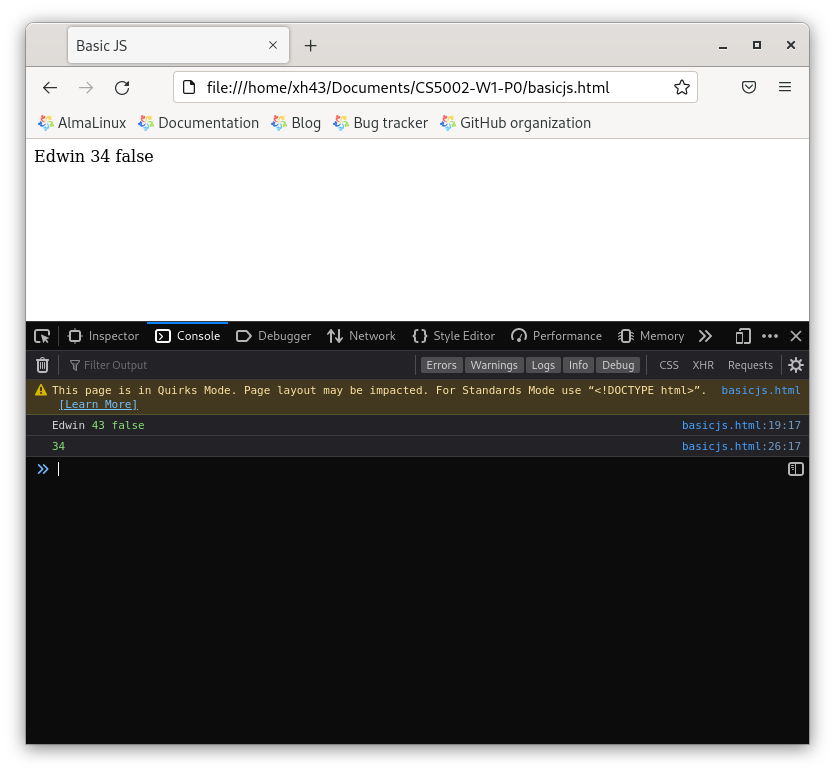 Basic JS
file:///home/xh43/Documents/CS5002-W1-P0/basicjs.html
AlmaLinux Documentation Blog Bug tracker GitHub organization
Edwin 34 false
Inspector Console Debugger Network Style Editor Performance Memory
Filter Output Errors Warnings Logs Info Debug CSS XHR Requests
This page is in Quirks Mode. Page layout may be impacted. For Standards Mode use “<!DOCTYPE html>”. basicjs.html
[Learn More]
Edwin 43 false basicjs.html:19:17
34 basicjs.html:26:17